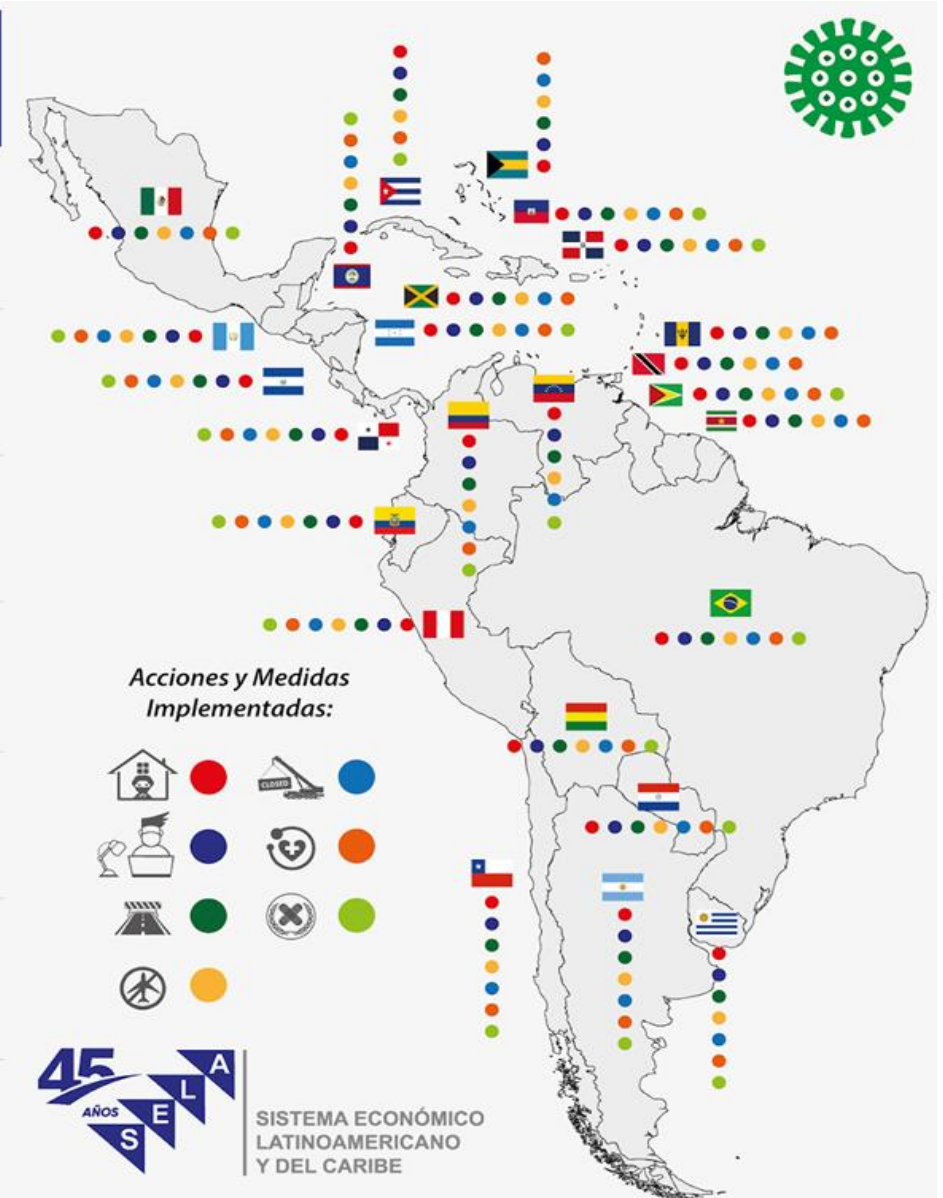 Acciones y Medidas
Implementadas:
CLOSED
45
AÑOS
SELA
SISTEMA ECONÓMICO
LATINOAMERICANO
Y DEL CARIBE